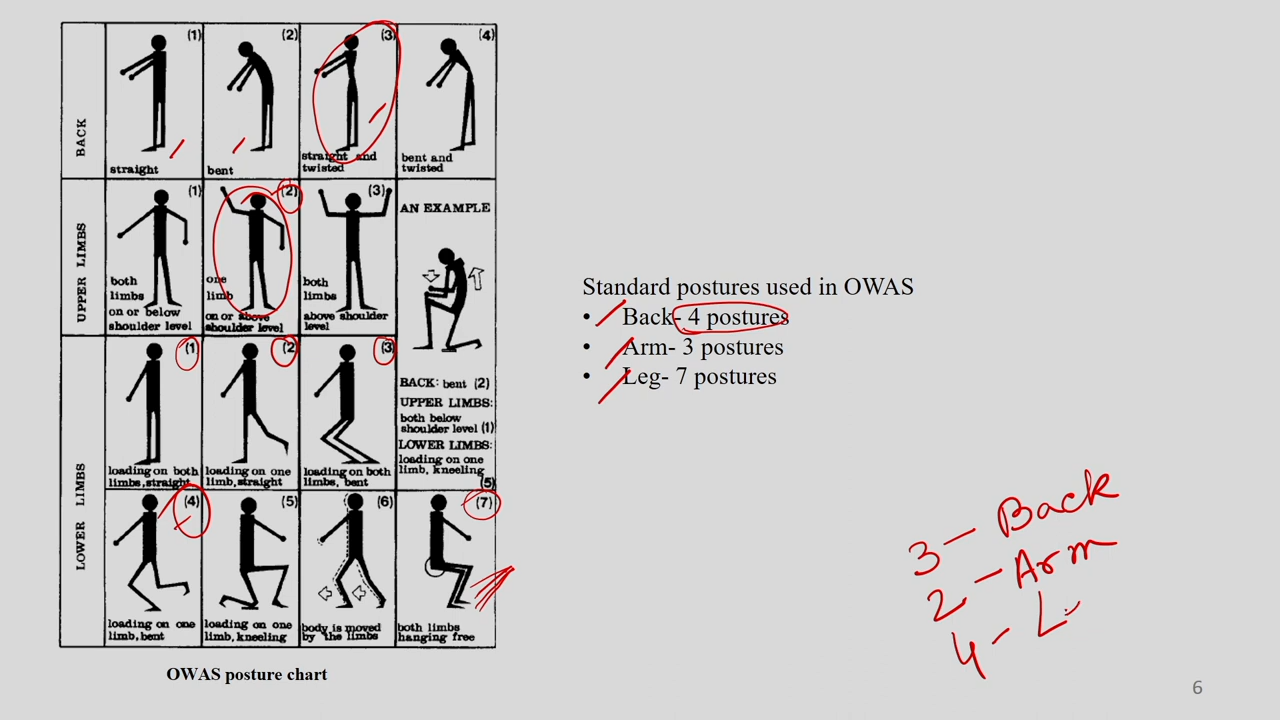 BACK
(1)
straight
(2)
bent
(3)
straight and
twisted
(4)
bent and
twisted
UPPER LIMBS
(1)
both
limbs
on or below
shoulder level
(2)
one
limb
on or above
shoulder level
(3)
both
limbs
above shoulder
level
AN EXAMPLE
BACK: bent (2)
UPPER LIMBS:
both below
shoulder level (1)
LOWER LIMBS:
loading on one
limb, kneeling
(5)
LOWER LIMBS
(1)
loading on both
limbs, straight
(2)
loading on one
limb, straight
(3)
loading on both
limbs, bent
(4)
loading on one
limb, bent
(5)
loading on one
limb, kneeling
(6)
body is moved
by the limbs
(7)
both limbs
hanging free
OWAS posture chart
Standard postures used in OWAS
• Back- 4 postures
• Arm- 3 postures
• Leg- 7 postures
3 - Back
2 - Arm
4 - L
6